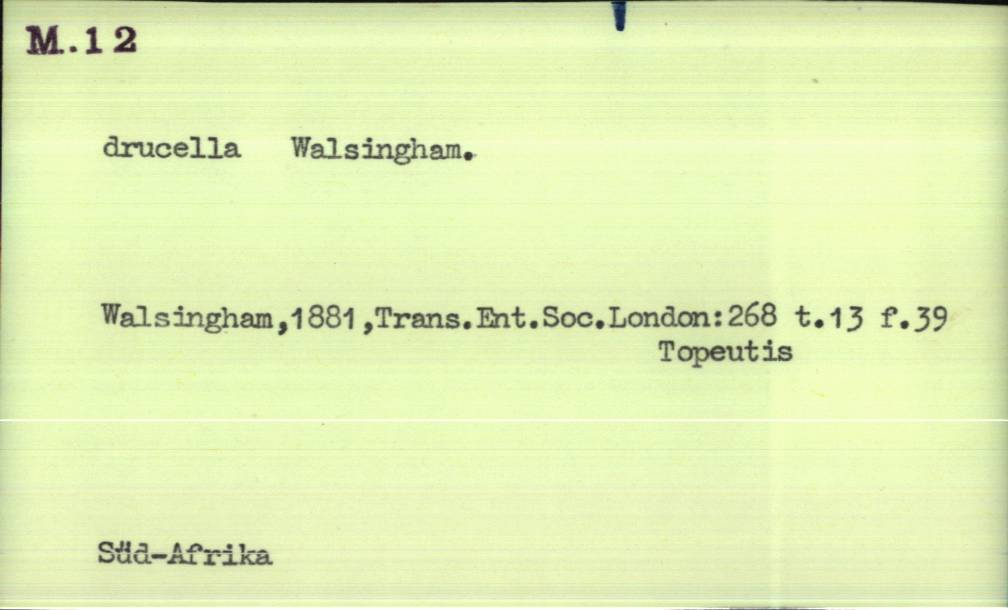 M.12
drucella Walsingham.
Walsingham,1881,Trans.Ent.Soc.London:268 t.13 f.39
Topeutis
Süd-Afrika